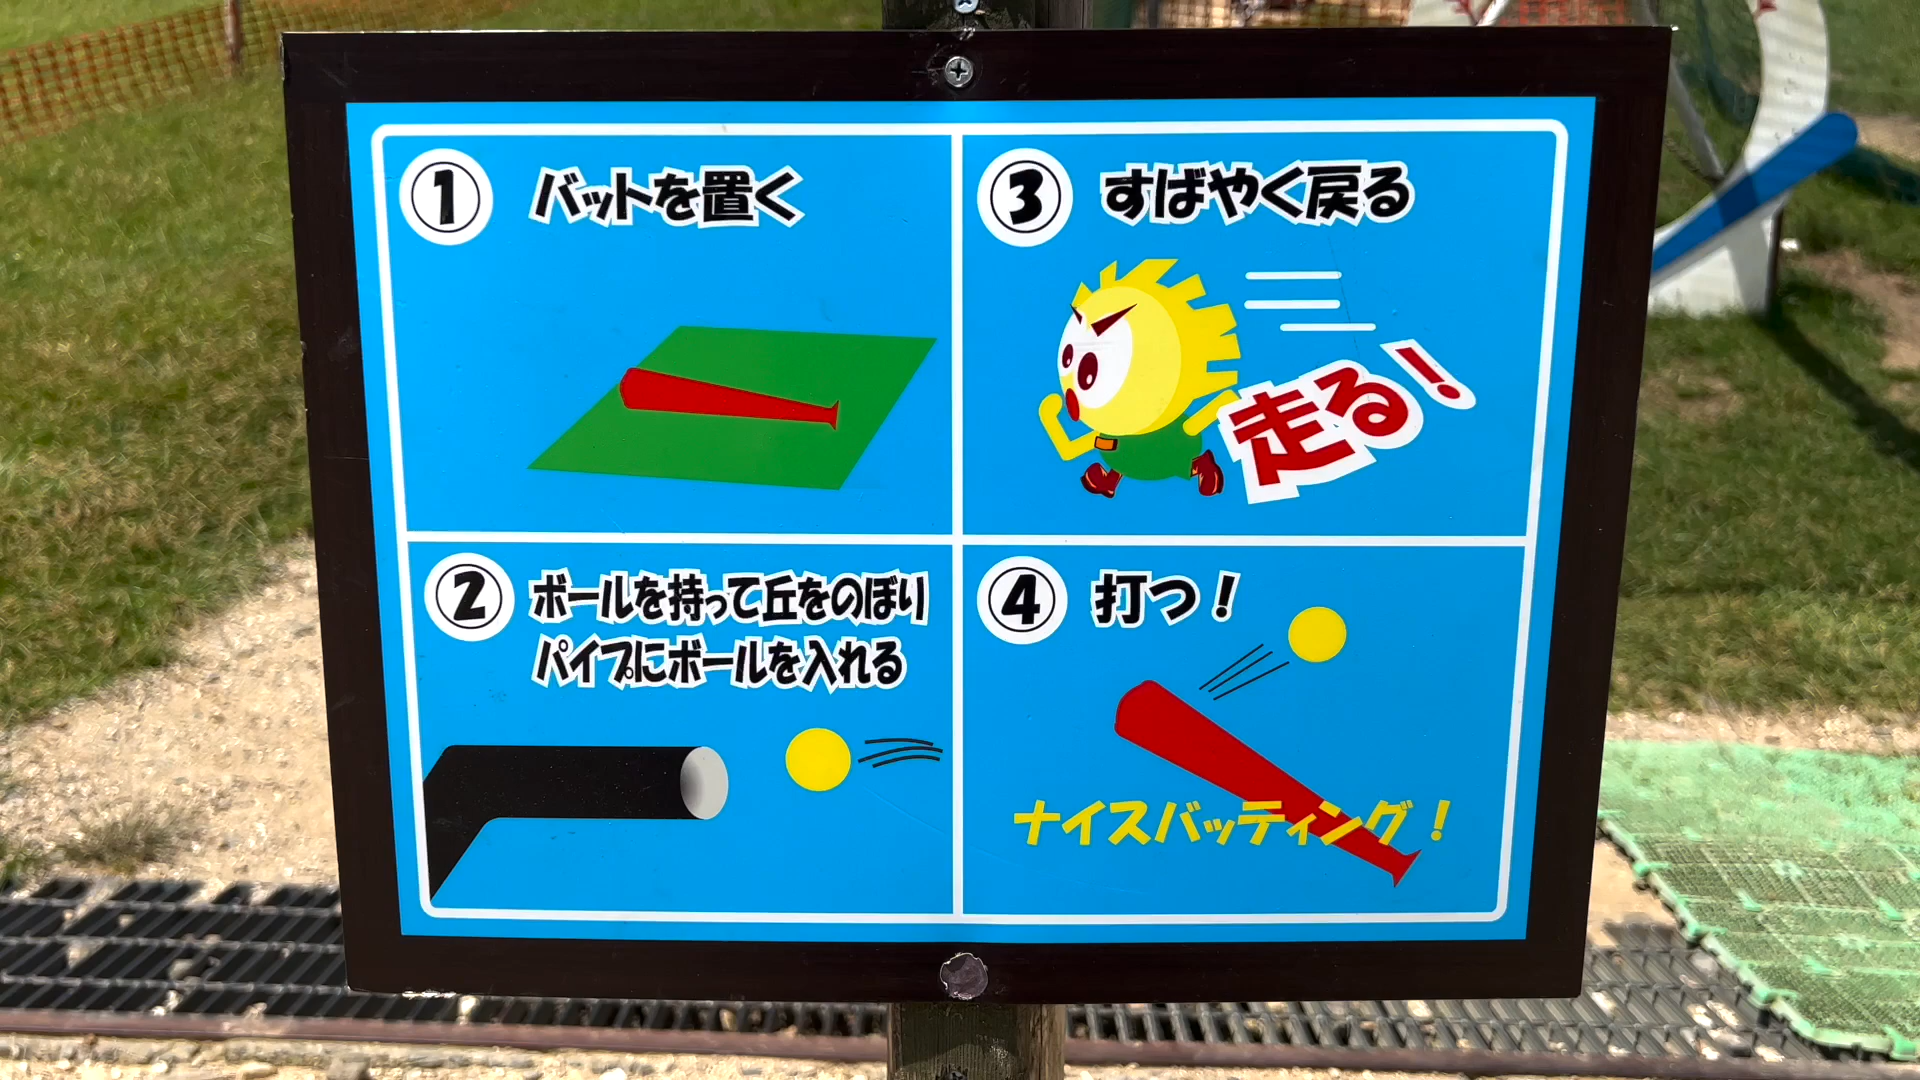 ① バットを置く
② ボールを持って丘をのぼり
パイプにボールを入れる
③ すばやく戻る
走る！
④ 打つ！
ナイスバッティング！